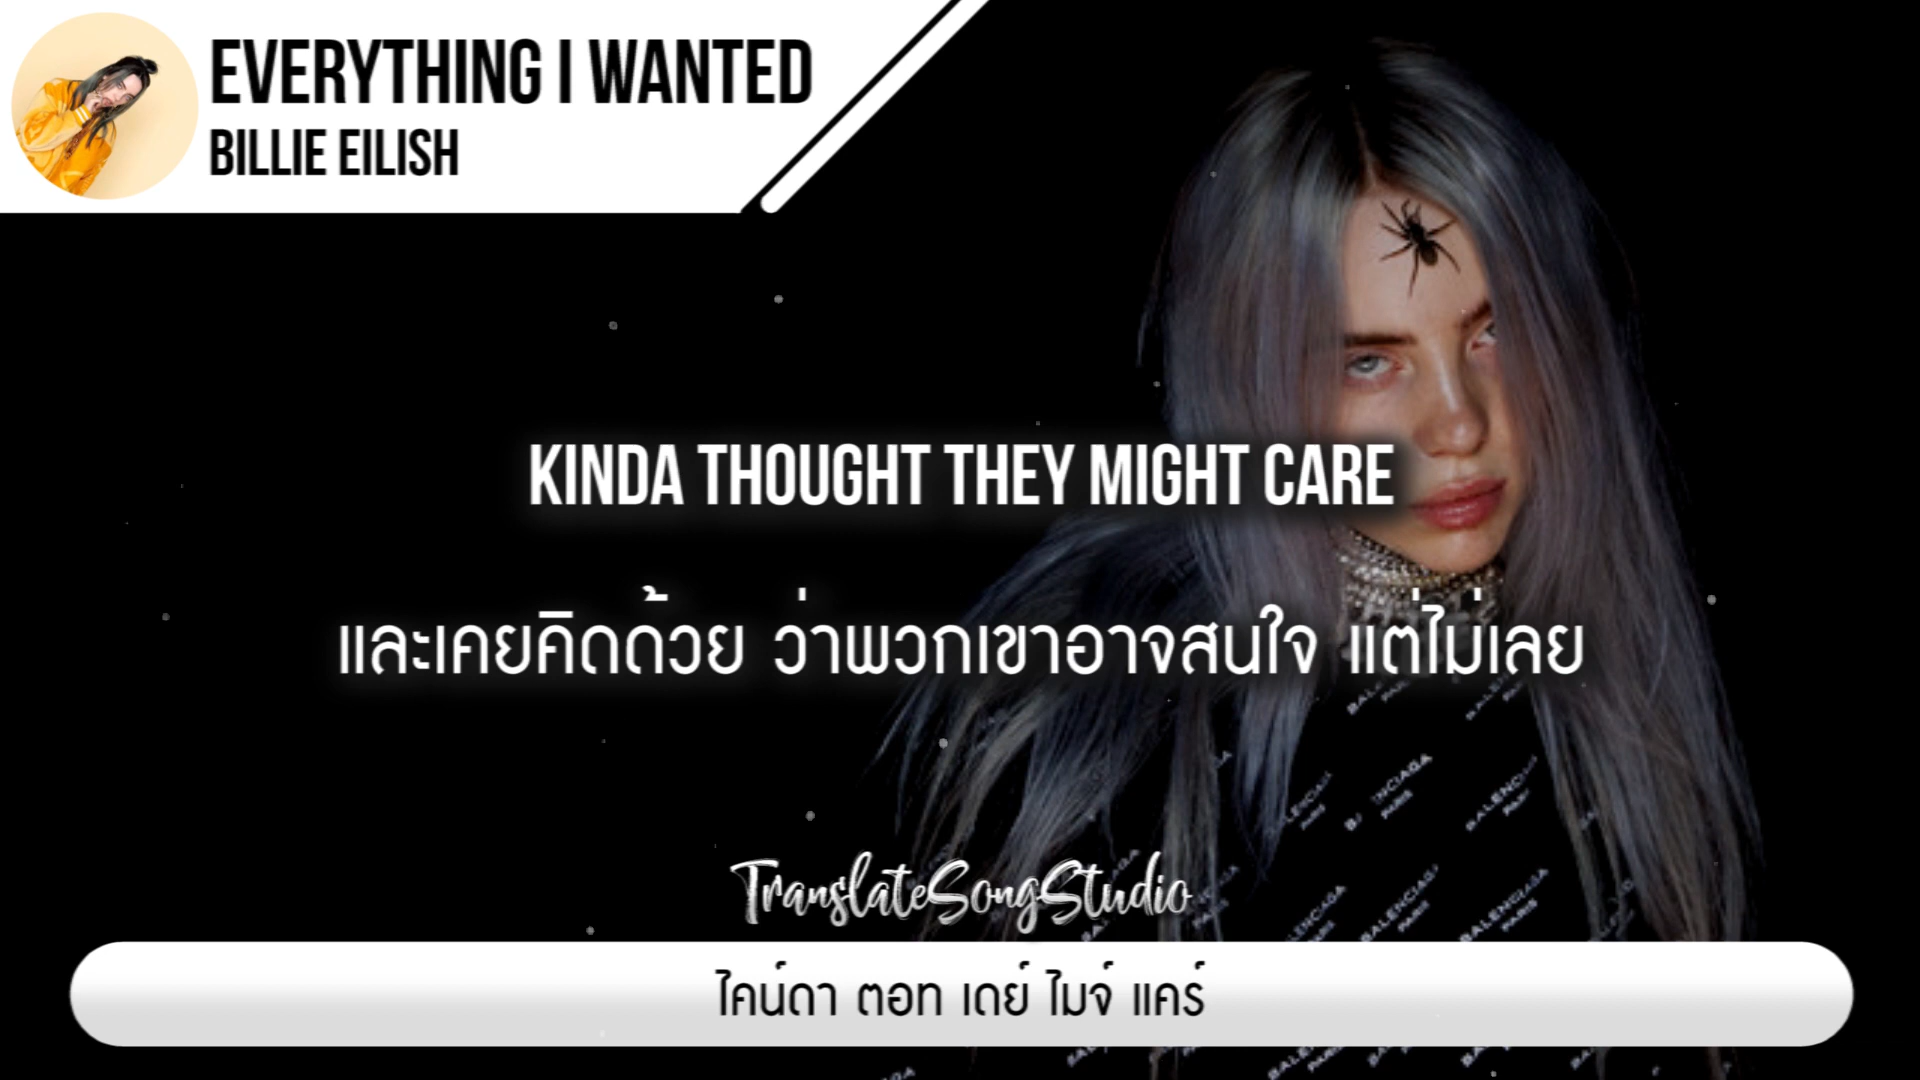 EVERYTHING I WANTED
BILLIE EILISH
KINDA THOUGHT THEY MIGHT CARE
และเคยคิดด้วย ว่าพวกเขาอาจสนใจ แต่ไม่เลย
BALENCIAGA
PARIS
TranslateSongStudio
ไคน์ดา ตอท เดย์ ไมจ์ แคร์